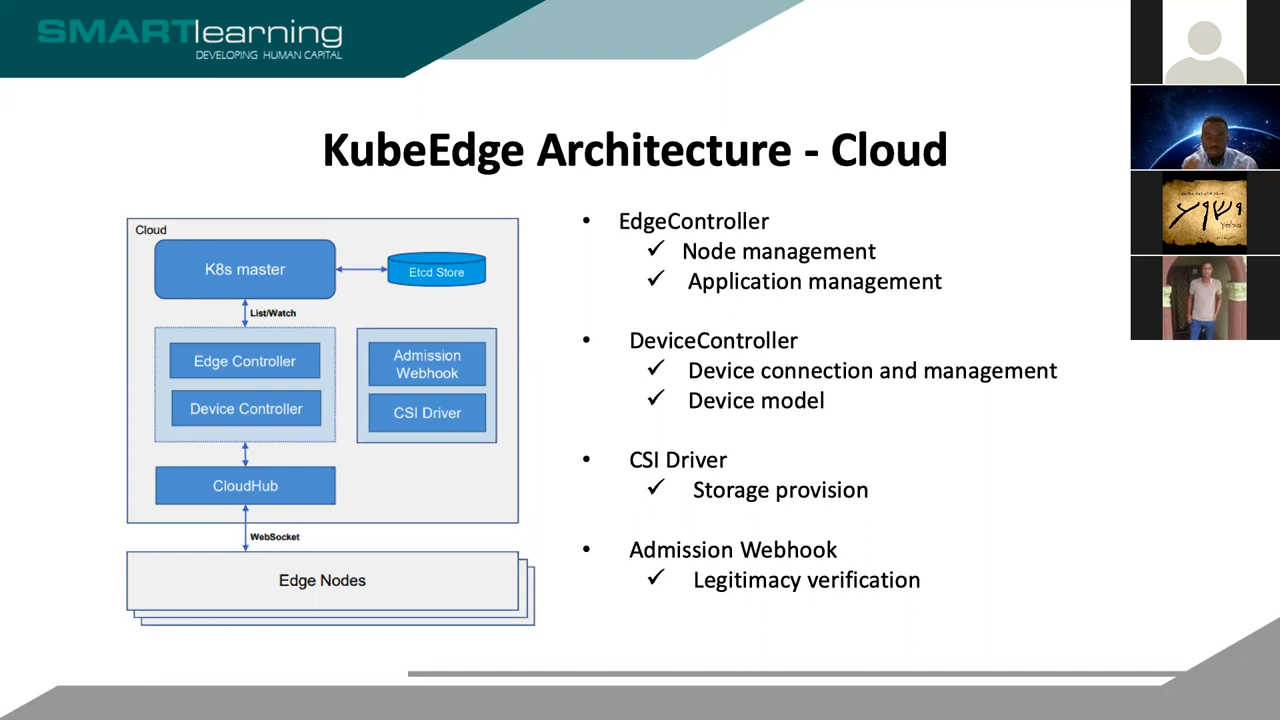 SMARTlearning
DEVELOPING HUMAN CAPITAL
KubeEdge Architecture - Cloud
Cloud
K8s master
Etcd Store
List/Watch
Edge Controller
Device Controller
Admission
Webhook
CSI Driver
CloudHub
WebSocket
Edge Nodes
• EdgeController
✓ Node management
✓ Application management
• DeviceController
✓ Device connection and management
✓ Device model
• CSI Driver
✓ Storage provision
• Admission Webhook
✓ Legitimacy verification